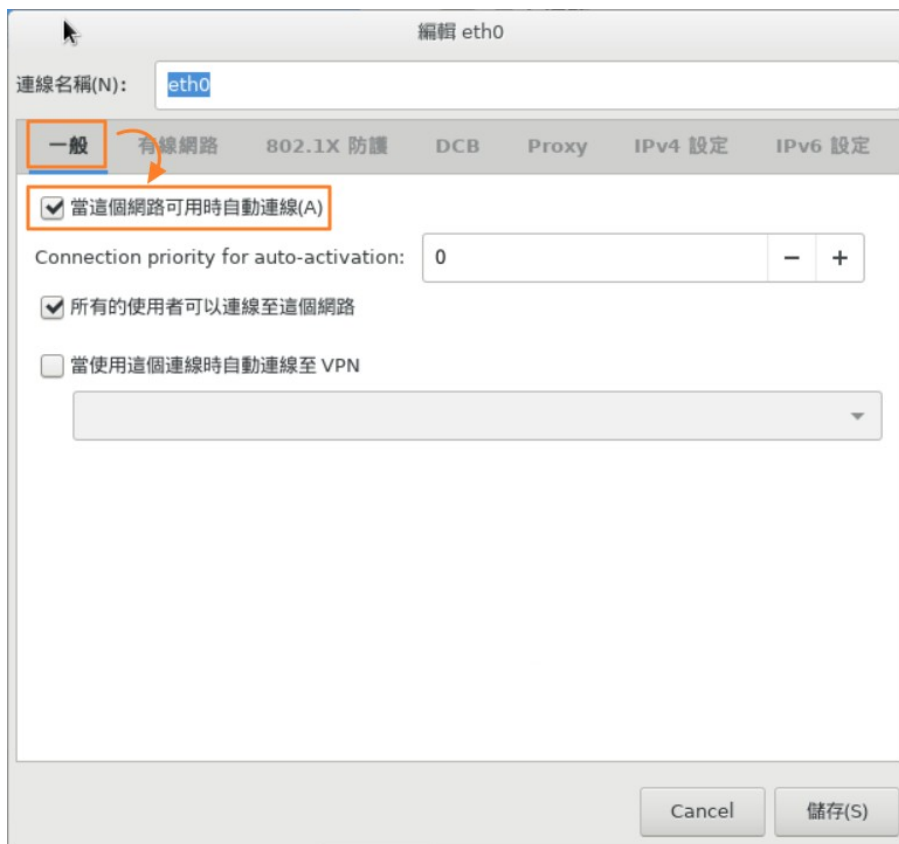 編輯 eth0
連線名稱(N): eth0
一般 有線網路 802.1X 防護 DCB Proxy IPv4 設定 IPv6 設定
當這個網路可用時自動連線(A)
Connection priority for auto-activation: 0 − +
所有的使用者可以連線至這個網路
當使用這個連線時自動連線至 VPN
Cancel 儲存(S)